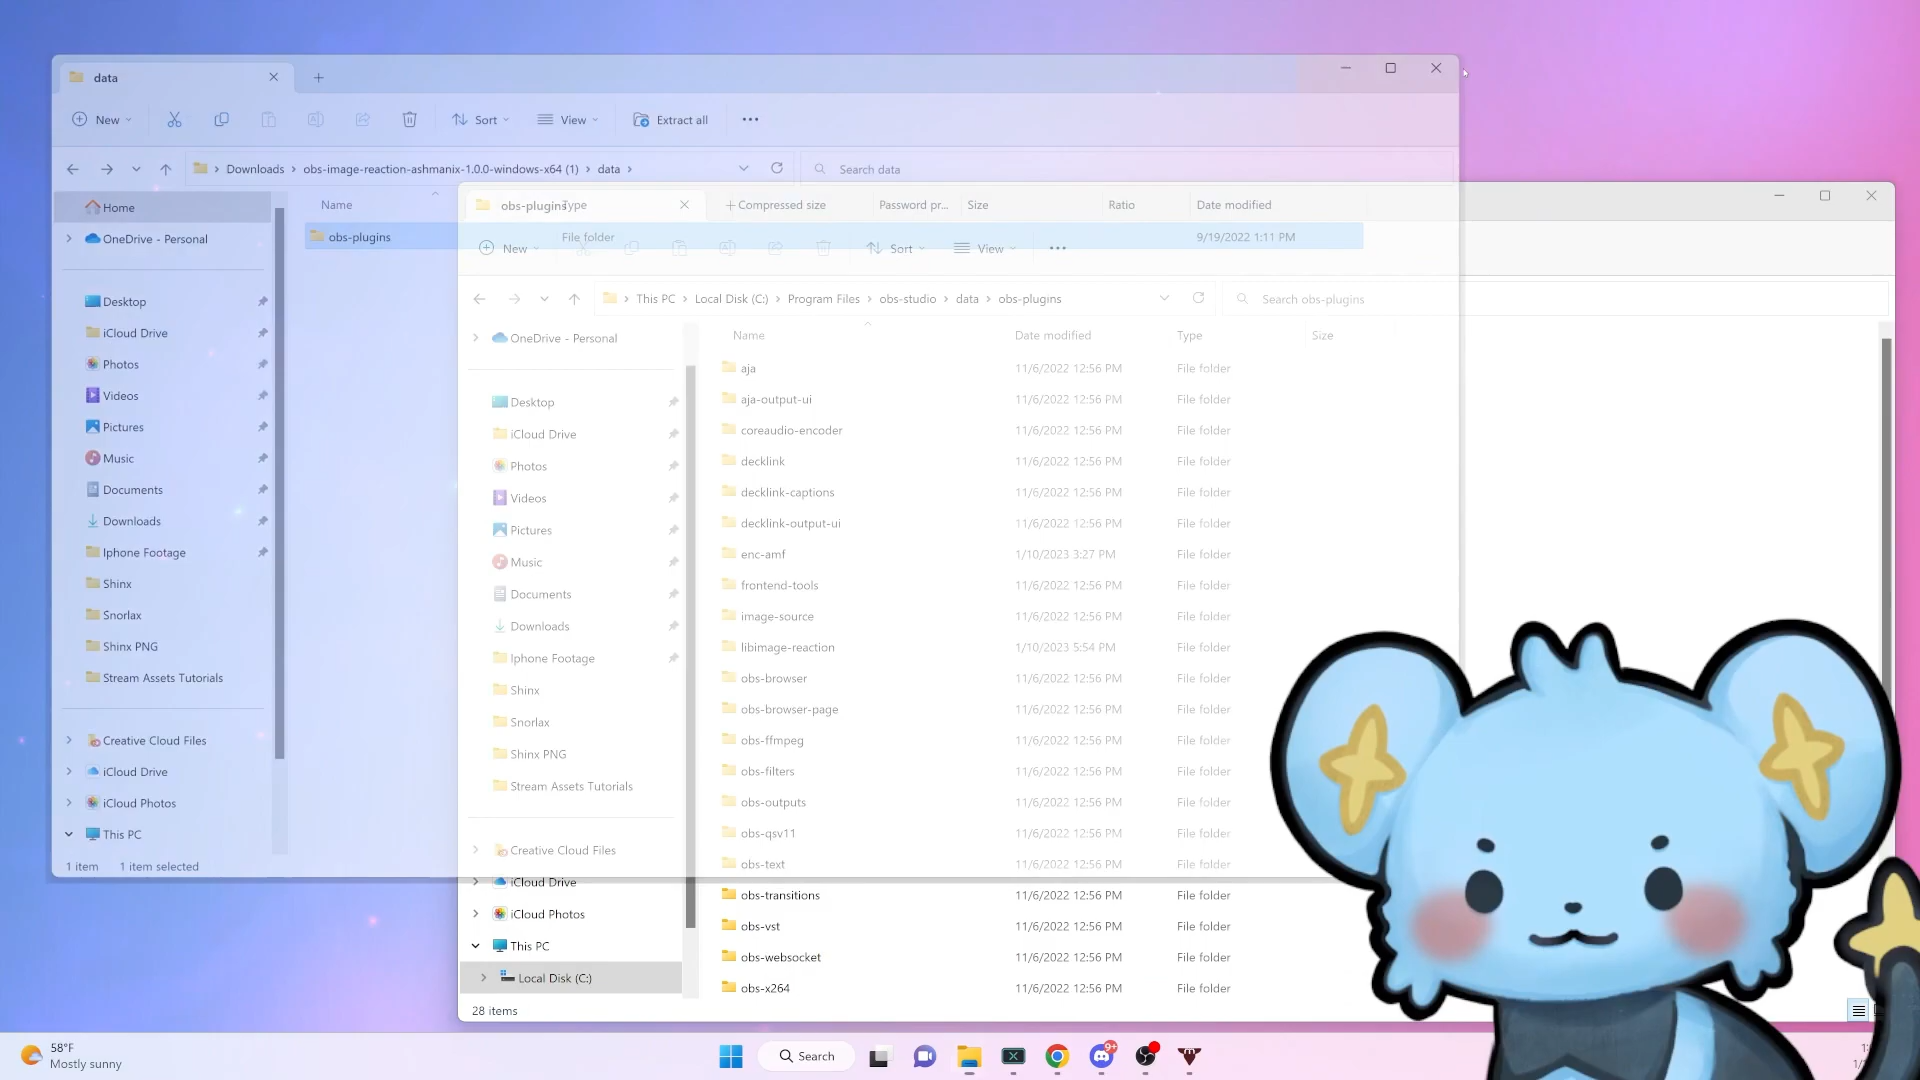 data
New
Sort
View
Extract all
Downloads
obs-image-reaction-ashmanix-1.0.0-windows-x64 (1)
data
Search data
Name
Type
Compressed size
Password pr...
Size
Ratio
Date modified
obs-plugins
File folder
9/19/2022 1:11 PM
Home
OneDrive - Personal
Desktop
iCloud Drive
Photos
Videos
Pictures
Music
Documents
Downloads
Iphone Footage
Shinx
Snorlax
Shinx PNG
Stream Assets Tutorials
Creative Cloud Files
iCloud Drive
iCloud Photos
This PC
1 item
1 item selected
obs-plugins
New
Sort
View
This PC
Local Disk (C:)
Program Files
obs-studio
data
obs-plugins
Search obs-plugins
OneDrive - Personal
Desktop
iCloud Drive
Photos
Videos
Pictures
Music
Documents
Downloads
Iphone Footage
Shinx
Snorlax
Shinx PNG
Stream Assets Tutorials
Creative Cloud Files
iCloud Drive
iCloud Photos
This PC
Local Disk (C:)
Name
Date modified
Type
Size
aja 11/6/2022 12:56 PM File folder
aja-output-ui 11/6/2022 12:56 PM File folder
coreaudio-encoder 11/6/2022 12:56 PM File folder
decklink 11/6/2022 12:56 PM File folder
decklink-captions 11/6/2022 12:56 PM File folder
decklink-output-ui 11/6/2022 12:56 PM File folder
enc-amf 1/10/2023 3:27 PM File folder
frontend-tools 11/6/2022 12:56 PM File folder
image-source 11/6/2022 12:56 PM File folder
libimage-reaction 1/10/2023 5:54 PM File folder
obs-browser 11/6/2022 12:56 PM File folder
obs-browser-page 11/6/2022 12:56 PM File folder
obs-ffmpeg 11/6/2022 12:56 PM File folder
obs-filters 11/6/2022 12:56 PM File folder
obs-outputs 11/6/2022 12:56 PM File folder
obs-qsv11 11/6/2022 12:56 PM File folder
obs-text 11/6/2022 12:56 PM File folder
obs-transitions 11/6/2022 12:56 PM File folder
obs-vst 11/6/2022 12:56 PM File folder
obs-websocket 11/6/2022 12:56 PM File folder
obs-x264 11/6/2022 12:56 PM File folder
28 items
58°F
Mostly sunny
Search
9+